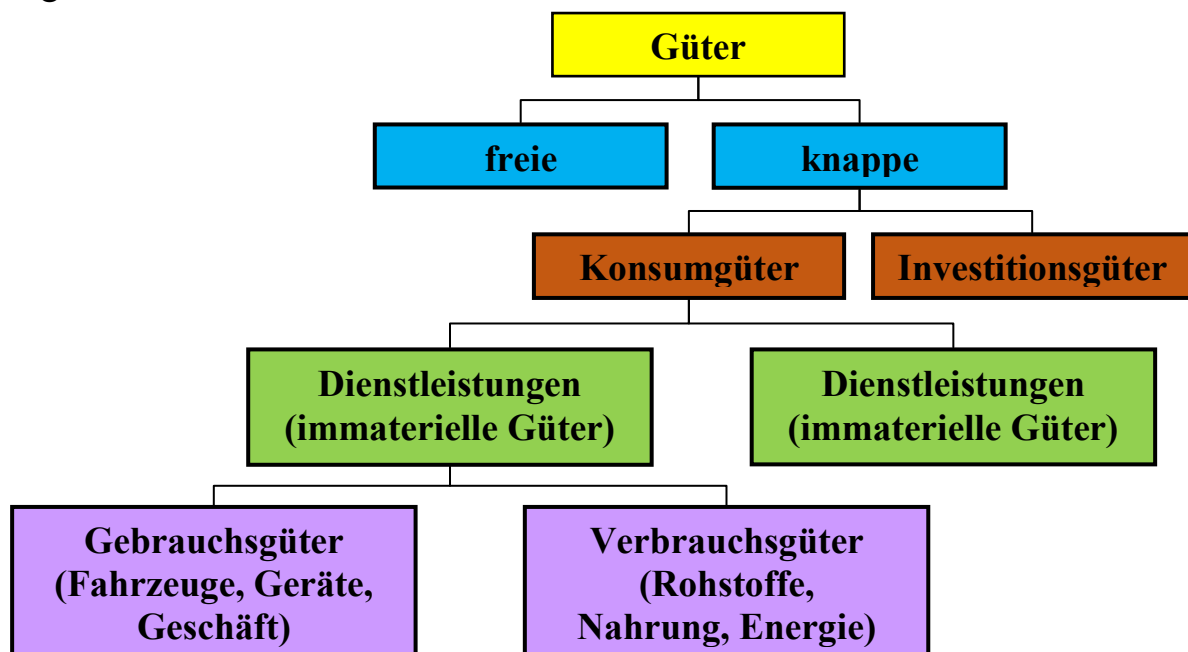 Güter
freie
knappe
Konsumgüter
Investitionsgüter
Dienstleistungen
(immaterielle Güter)
Dienstleistungen
(immaterielle Güter)
Gebrauchsgüter
(Fahrzeuge, Geräte,
Geschäft)
Verbrauchsgüter
(Rohstoffe,
Nahrung, Energie)